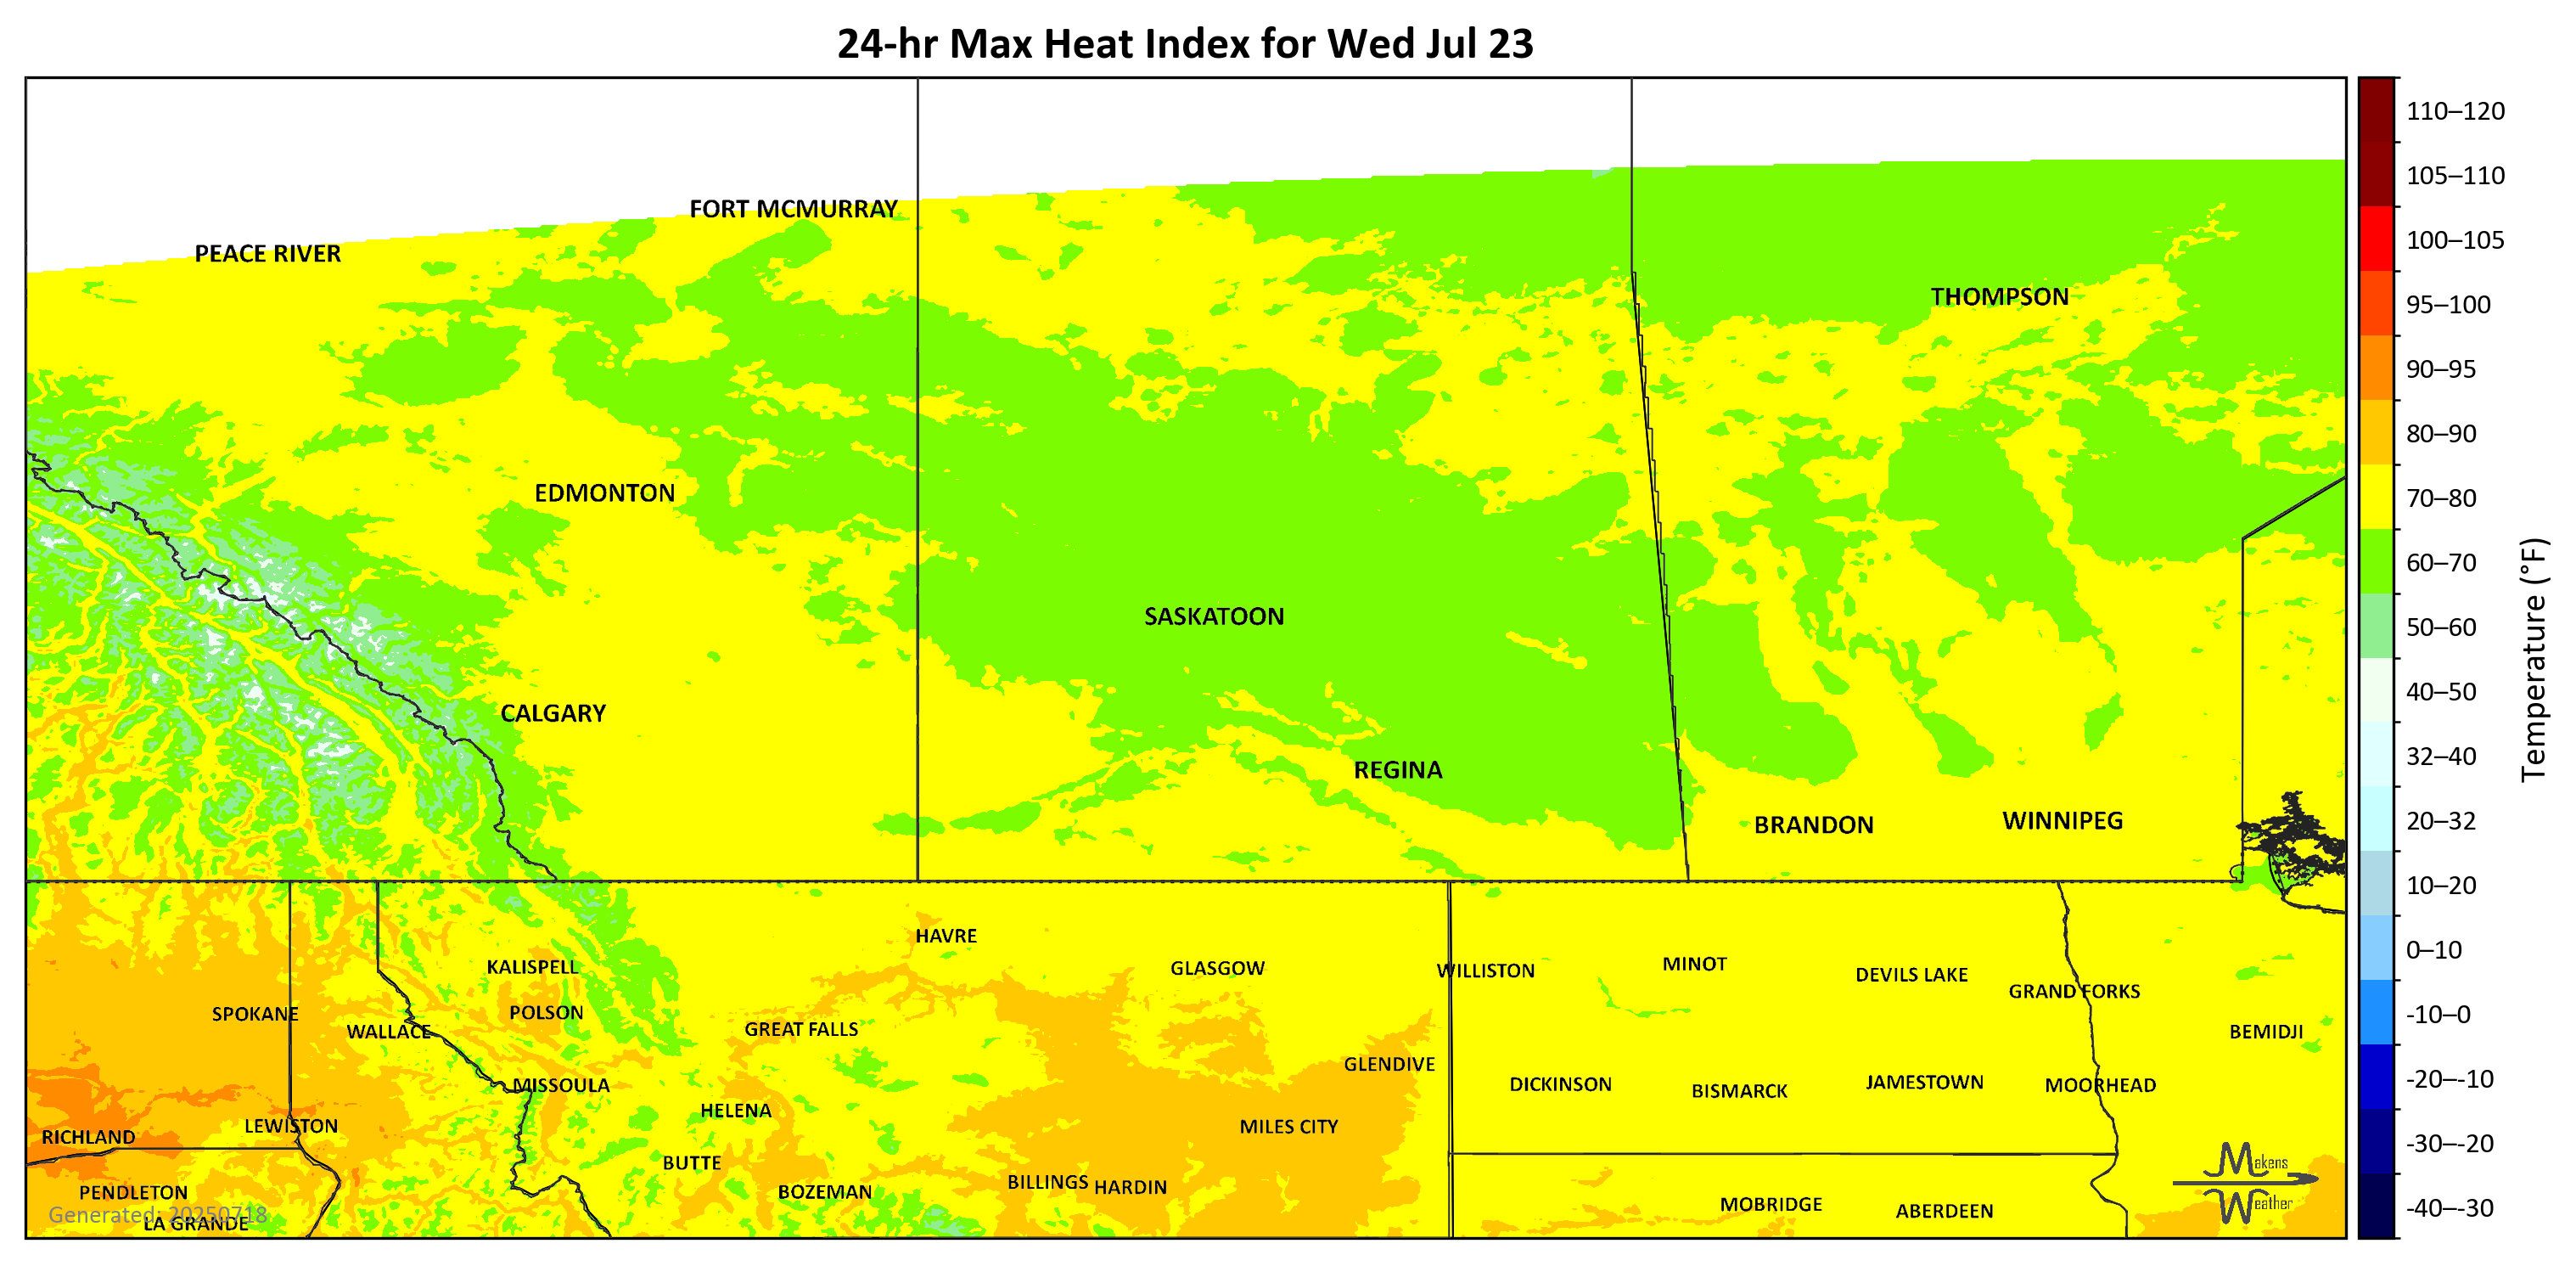 24-hr Max Heat Index for Wed Jul 23
110–120
105–110
100–105
95–100
90–95
80–90
70–80
60–70
50–60
40–50
32–40
20–32
10–20
0–10
-10–0
-20–-10
-30–-20
-40–-30
Temperature (°F)
FORT MCMURRAY
PEACE RIVER
THOMPSON
EDMONTON
SASKATOON
CALGARY
REGINA
BRANDON
WINNIPEG
HAVRE
KALISPELL
GLASGOW
WILLISTON
MINOT
DEVILS LAKE
GRAND FORKS
SPOKANE
POLSON
WALLACE
GREAT FALLS
BEMIDJI
GLENDIVE
MISSOULA
DICKINSON
BISMARCK
JAMESTOWN
MOORHEAD
HELENA
LEWISTON
MILES CITY
RICHLAND
BUTTE
PENDLETON
BOZEMAN
BILLINGS
HARDIN
MOBRIDGE
ABERDEEN
LA GRANDE
Generated: 20250718
Makens
Weather